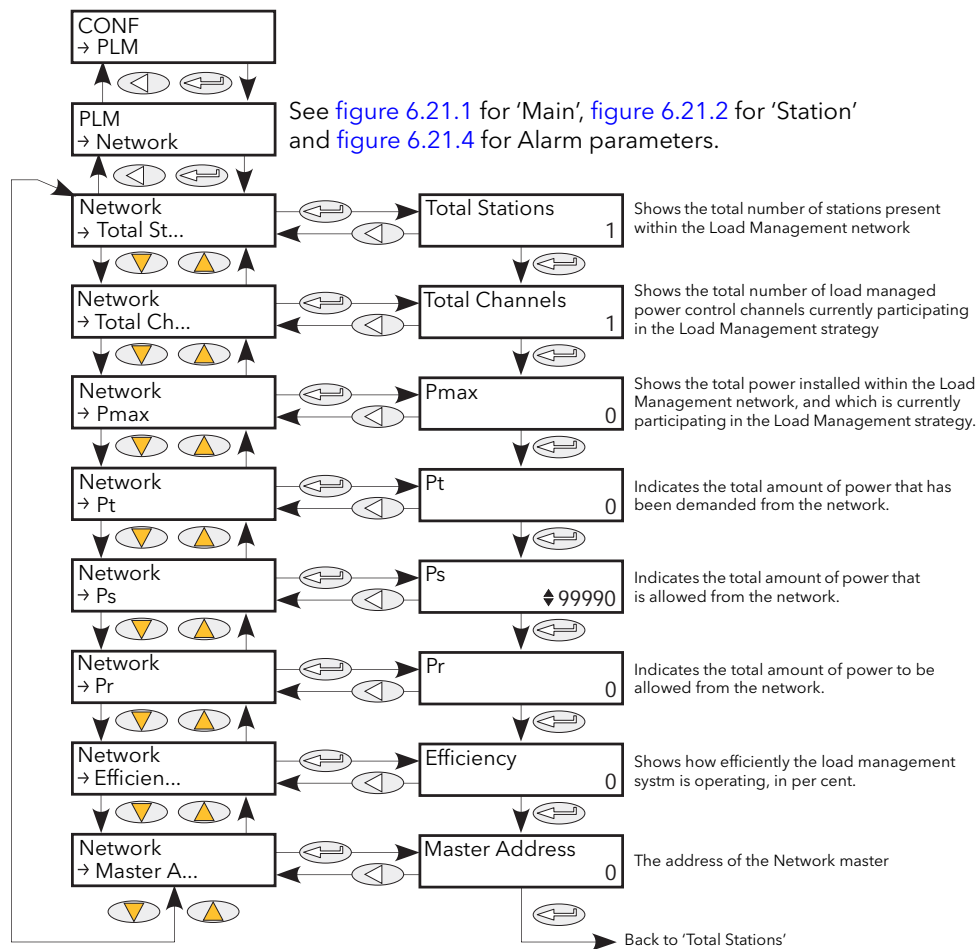 CONF
→ PLM
PLM
→ Network
See figure 6.21.1 for ‘Main’, figure 6.21.2 for ‘Station’
and figure 6.21.4 for Alarm parameters.
Network
→ Total St...
Total Stations
1
Shows the total number of stations present
within the Load Management network
Network
→ Total Ch...
Total Channels
1
Shows the total number of load managed
power control channels currently participating
in the Load Management strategy
Network
→ Pmax
Pmax
0
Shows the total power installed within the Load
Management network, and which is currently
participating in the Load Management strategy.
Network
→ Pt
Pt
0
Indicates the total amount of power that has
been demanded from the network.
Network
→ Ps
Ps
99990
Indicates the total amount of power that
is allowed from the network.
Network
→ Pr
Pr
0
Indicates the total amount of power to be
allowed from the network.
Network
→ Efficien...
Efficiency
0
Shows how efficiently the load management
systm is operating, in per cent.
Network
→ Master A...
Master Address
0
The address of the Network master
Back to ‘Total Stations’